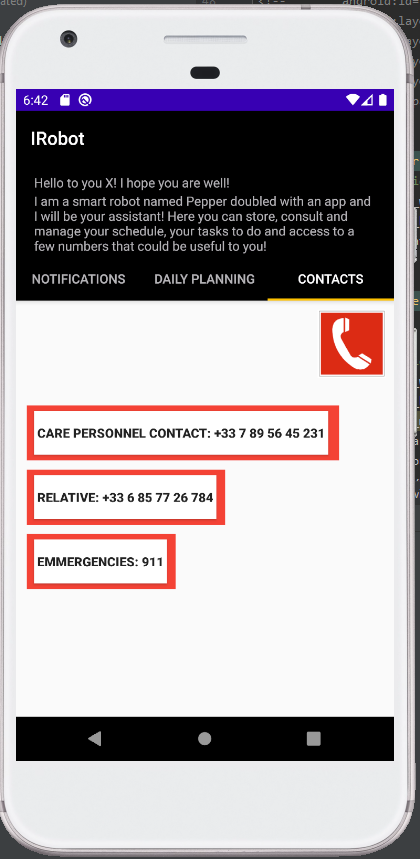 6:42
IRobot
Hello to you X! I hope you are well!
I am a smart robot named Pepper doubled with an app and
I will be your assistant! Here you can store, consult and
manage your schedule, your tasks to do and access to a
few numbers that could be useful to you!
NOTIFICATIONS DAILY PLANNING CONTACTS
CARE PERSONNEL CONTACT: +33 7 89 56 45 231
RELATIVE: +33 6 85 77 26 784
EMMERGENCIES: 911